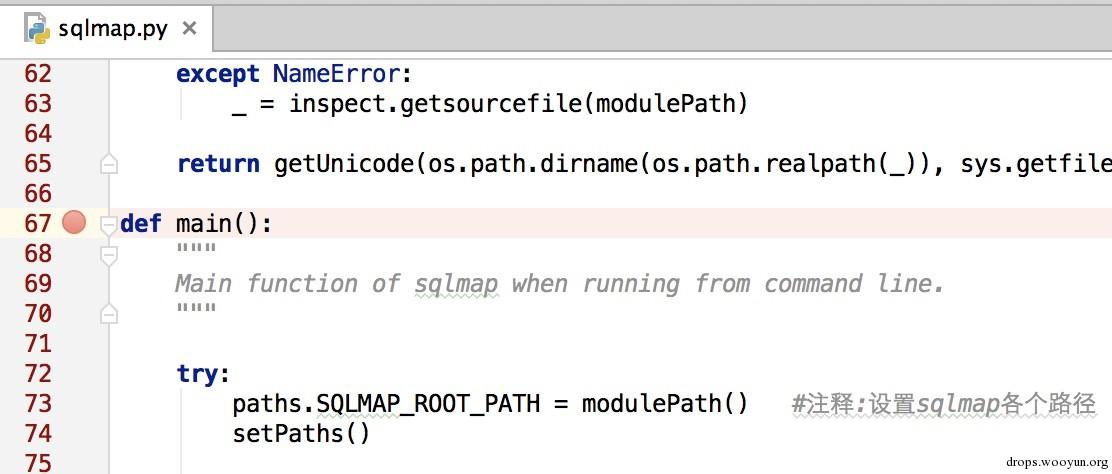 sqlmap.py ×
62 except NameError:
63 _ = inspect.getsourcefile(modulePath)
64
65 return getUnicode(os.path.dirname(os.path.realpath(_)), sys.getfile
66
67 def main():
68 """
69 Main function of sqlmap when running from command line.
70 """
71
72 try:
73 paths.SQLMAP_ROOT_PATH = modulePath() #注释:设置sqlmap各个路径
74 setPaths()
75
drops.wooyun.org